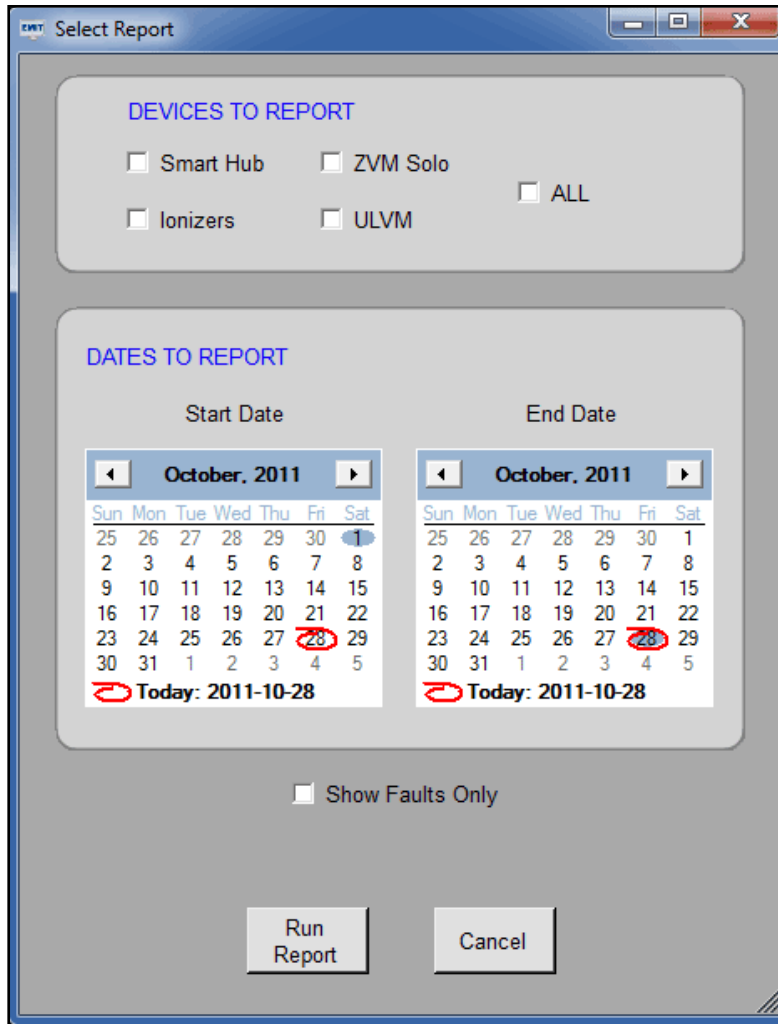 EMIT Select Report
DEVICES TO REPORT
Smart Hub ZVM Solo
ALL
Ionizers ULVM
DATES TO REPORT
Start Date End Date
October, 2011 October, 2011
Sun Mon Tue Wed Thu Fri Sat Sun Mon Tue Wed Thu Fri Sat
25 26 27 28 29 30 1 25 26 27 28 29 30 1
2 3 4 5 6 7 8 2 3 4 5 6 7 8
9 10 11 12 13 14 15 9 10 11 12 13 14 15
16 17 18 19 20 21 22 16 17 18 19 20 21 22
23 24 25 26 27 28 29 23 24 25 26 27 28 29
30 31 1 2 3 4 5 30 31 1 2 3 4 5
Today: 2011-10-28 Today: 2011-10-28
Show Faults Only
Run
Report
Cancel